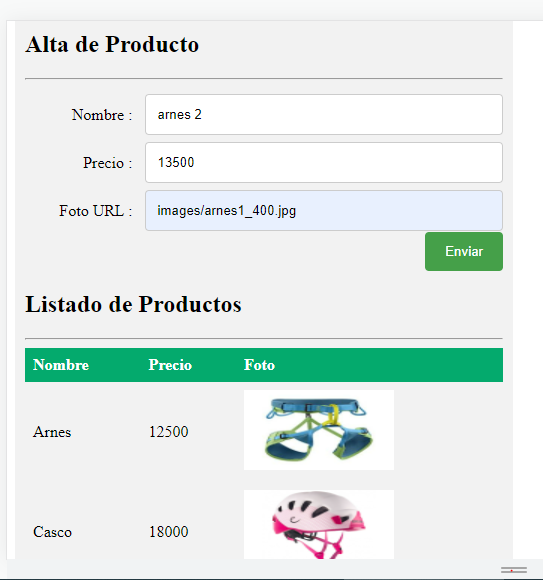 Alta de Producto
Nombre : arnes 2
Precio : 13500
Foto URL : images/arnes1_400.jpg
Enviar
Listado de Productos
Nombre Precio Foto
Arnes 12500
Casco 18000